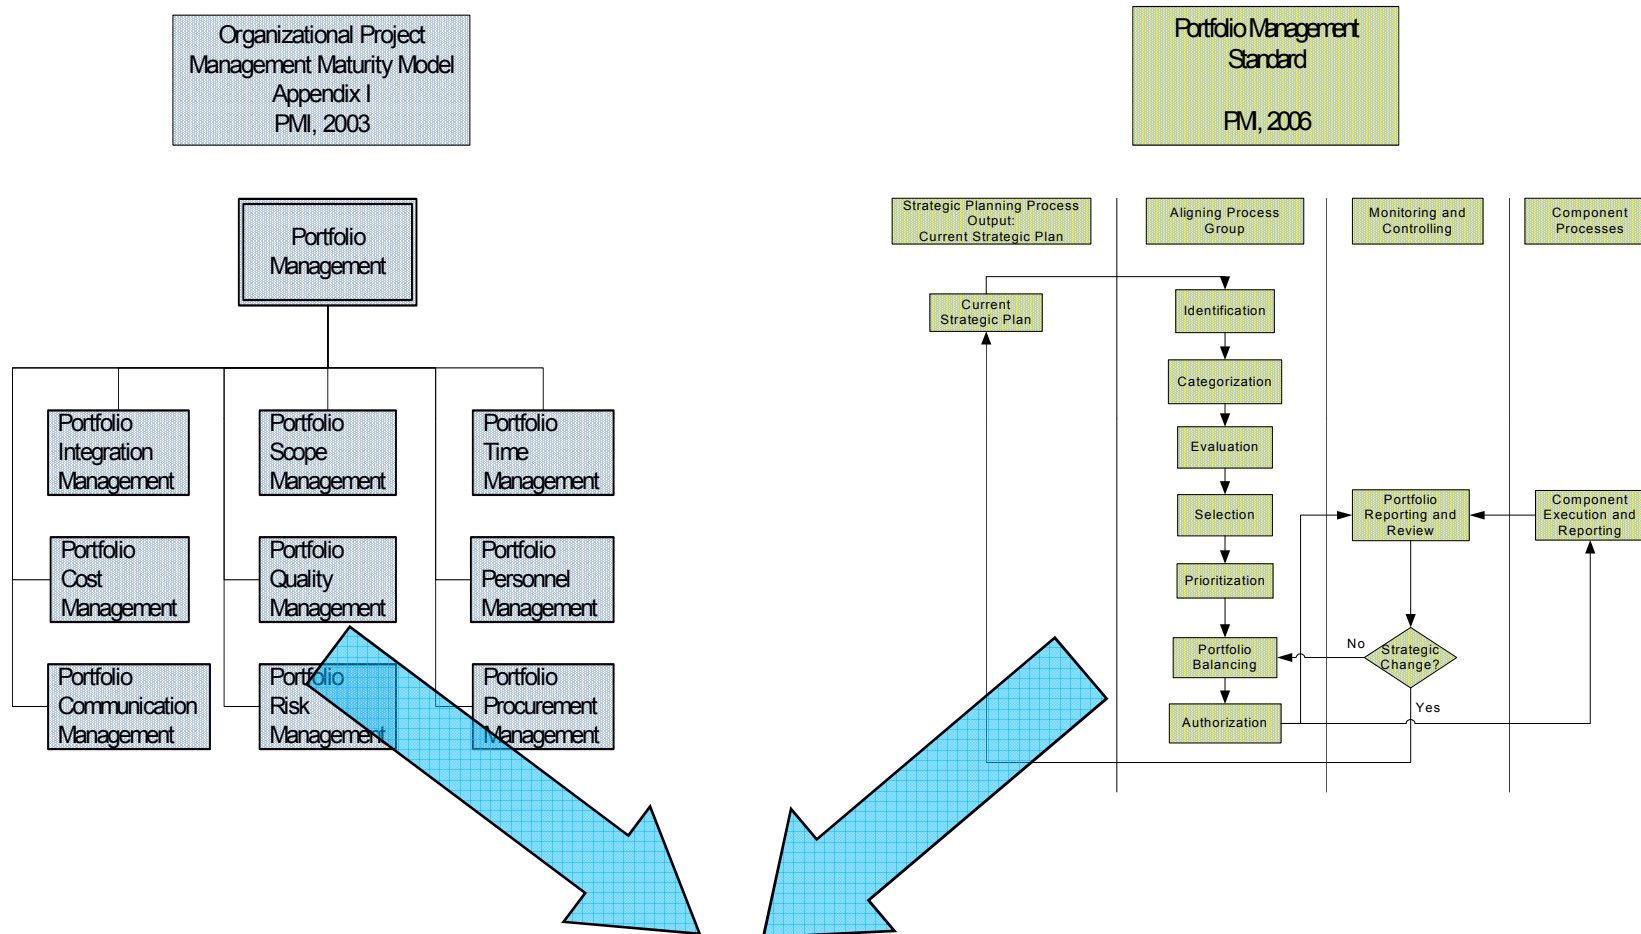 Organizational Project
Management Maturity Model
Appendix I
PMI, 2003
Portfolio
Management
Portfolio
Integration
Management
Portfolio
Scope
Management
Portfolio
Time
Management
Portfolio
Cost
Management
Portfolio
Quality
Management
Portfolio
Personnel
Management
Portfolio
Communication
Management
Portfolio
Risk
Management
Portfolio
Procurement
Management
Portfolio Management
Standard
PMI, 2006
Strategic Planning Process
Output:
Current Strategic Plan
Aligning Process
Group
Monitoring and
Controlling
Component
Processes
Current
Strategic Plan
Identification
Categorization
Evaluation
Selection
Prioritization
Portfolio
Balancing
Authorization
Portfolio
Reporting and
Review
Component
Execution and
Reporting
No
Strategic
Change?
Yes